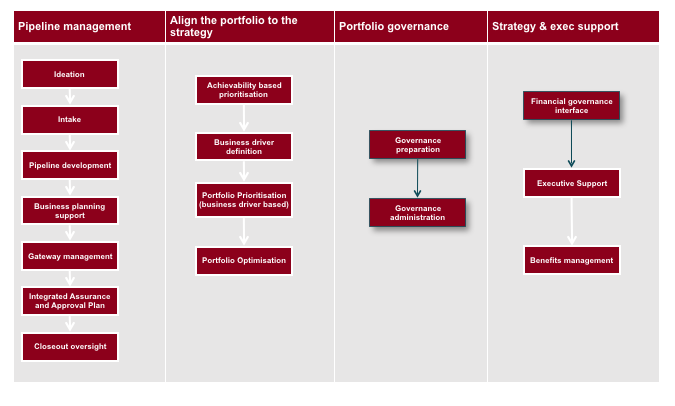 Pipeline management
Align the portfolio to the
strategy
Portfolio governance
Strategy & exec support
Ideation
Intake
Pipeline development
Business planning
support
Gateway management
Integrated Assurance
and Approval Plan
Closeout oversight
Achievability based
prioritisation
Business driver
definition
Portfolio Prioritisation
(business driver based)
Portfolio Optimisation
Governance
preparation
Governance
administration
Financial governance
interface
Executive Support
Benefits management